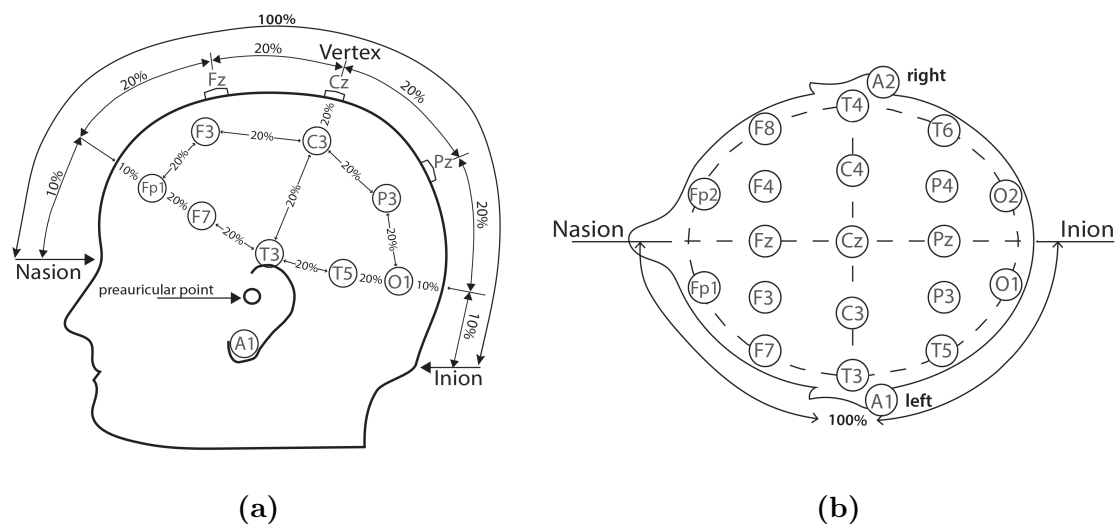 100%
20%
Vertex
20%
Fz
Cz
20%
20%
10%
F3
20%
C3
20%
Pz
10%
20%
Fp1
20%
20%
P3
20%
F7
20%
20%
T3
20%
T5
20%
O1
10%
20%
Nasion
preauricular point
A1
10%
Inion
(a)
A2
right
T4
F8
T6
C4
Fp2
F4
P4
O2
Nasion
Fz
Cz
Pz
Inion
Fp1
F3
C3
P3
O1
F7
T3
T5
A1
left
100%
(b)